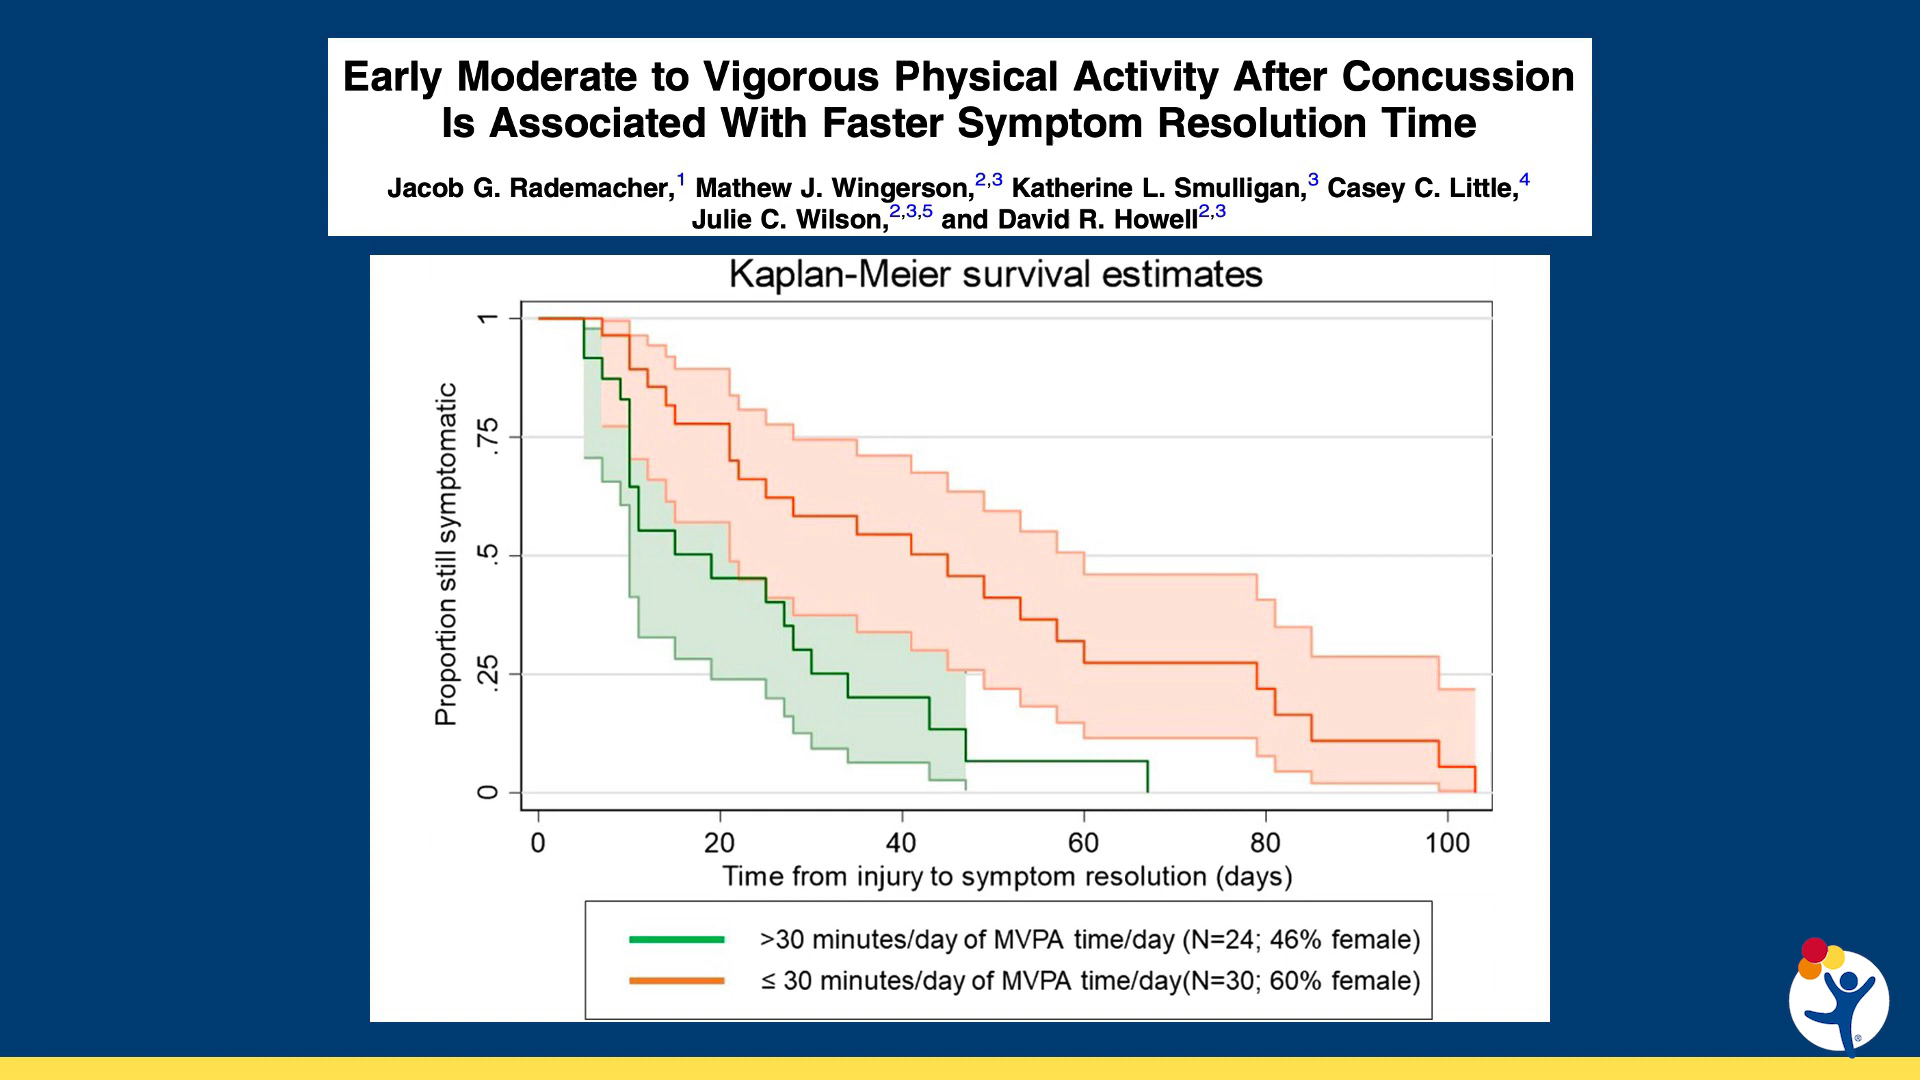 Early Moderate to Vigorous Physical Activity After Concussion
Is Associated With Faster Symptom Resolution Time
Jacob G. Rademacher,1 Mathew J. Wingerson,2,3 Katherine L. Smulligan,3 Casey C. Little,4
Julie C. Wilson,2,3,5 and David R. Howell2,3
Kaplan-Meier survival estimates
Proportion still symptomatic
1
.75
.5
.25
0
0 20 40 60 80 100
Time from injury to symptom resolution (days)
>30 minutes/day of MVPA time/day (N=24; 46% female)
≤ 30 minutes/day of MVPA time/day(N=30; 60% female)
®